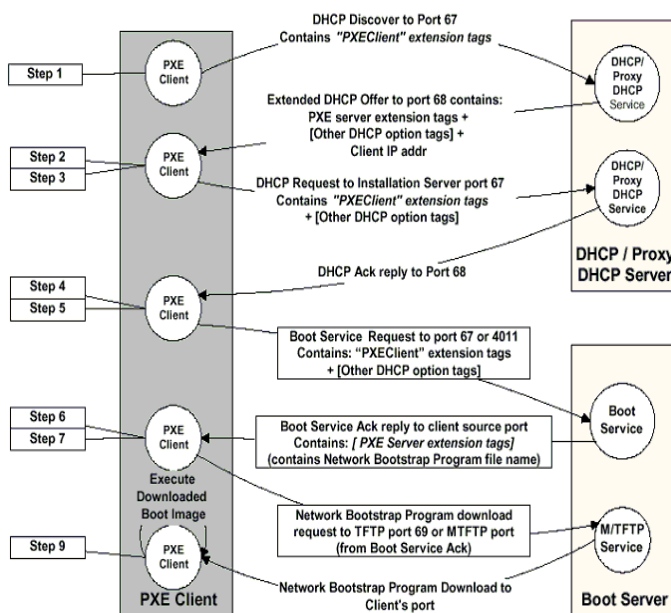 DHCP Discover to Port 67
Contains "PXEClient" extension tags
Step 1
PXE
Client
DHCP/
Proxy
DHCP
Service
Extended DHCP Offer to port 68 contains:
PXE server extension tags +
[Other DHCP option tags] +
Client IP addr
Step 2
Step 3
PXE
Client
DHCP Request to Installation Server port 67
Contains "PXEClient" extension tags
+ [Other DHCP option tags]
DHCP/
Proxy
DHCP
Service
DHCP / Proxy
DHCP Server
DHCP Ack reply to Port 68
Step 4
Step 5
PXE
Client
Boot Service Request to port 67 or 4011
Contains: "PXEClient" extension tags
+ [Other DHCP option tags]
Step 6
Step 7
PXE
Client
Boot Service Ack reply to client source port
Contains: [ PXE Server extension tags]
(contains Network Bootstrap Program file name)
Boot
Service
Execute
Downloaded
Boot Image
Network Bootstrap Program download
request to TFTP port 69 or MTFTP port
(from Boot Service Ack)
M/TFTP
Service
Step 9
PXE
Client
Network Bootstrap Program Download to
Client's port
PXE Client
Boot Server